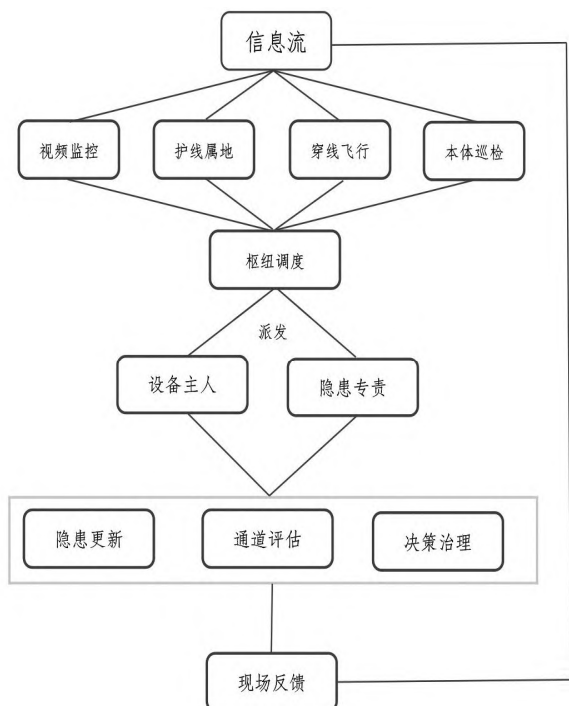 信息流
视频监控
护线属地
穿线飞行
本体巡检
枢纽调度
派发
设备主人
隐患专责
隐患更新
通道评估
决策治理
现场反馈